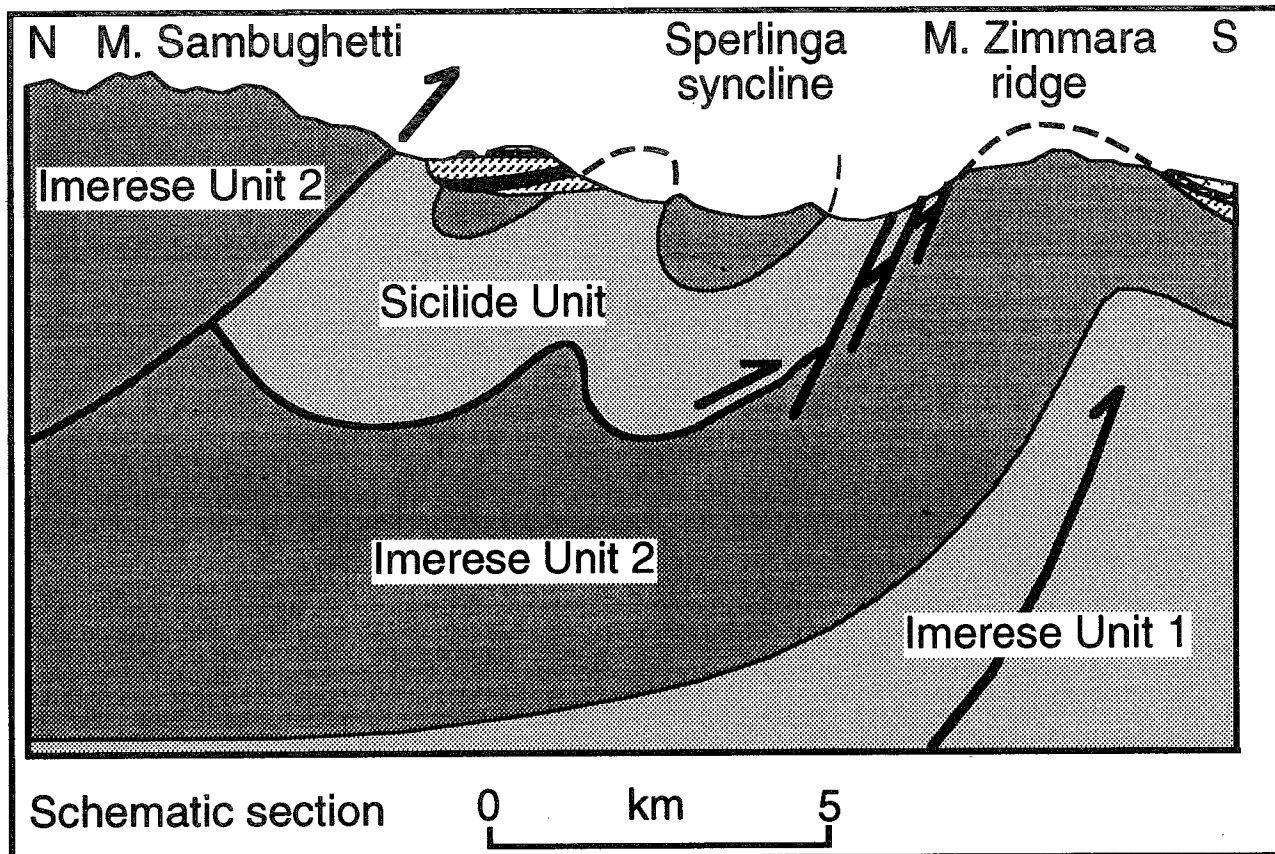 N M. Sambughetti Sperlinga M. Zimmara S
syncline ridge
Imerese Unit 2
Sicilide Unit
Imerese Unit 2
Imerese Unit 1
Schematic section 0 km 5